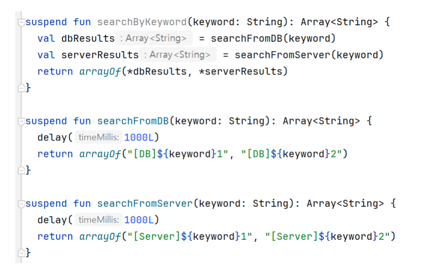 suspend fun searchByKeyword(keyword: String): Array<String> {
val dbResults : Array<String> = searchFromDB(keyword)
val serverResults : Array<String> = searchFromServer(keyword)
return arrayOf(*dbResults, *serverResults)
}
suspend fun searchFromDB(keyword: String): Array<String> {
delay( timeMillis: 1000L)
return arrayOf("[DB]${keyword}1", "[DB]${keyword}2")
}
suspend fun searchFromServer(keyword: String): Array<String> {
delay( timeMillis: 1000L)
return arrayOf("[Server]${keyword}1", "[Server]${keyword}2")
}